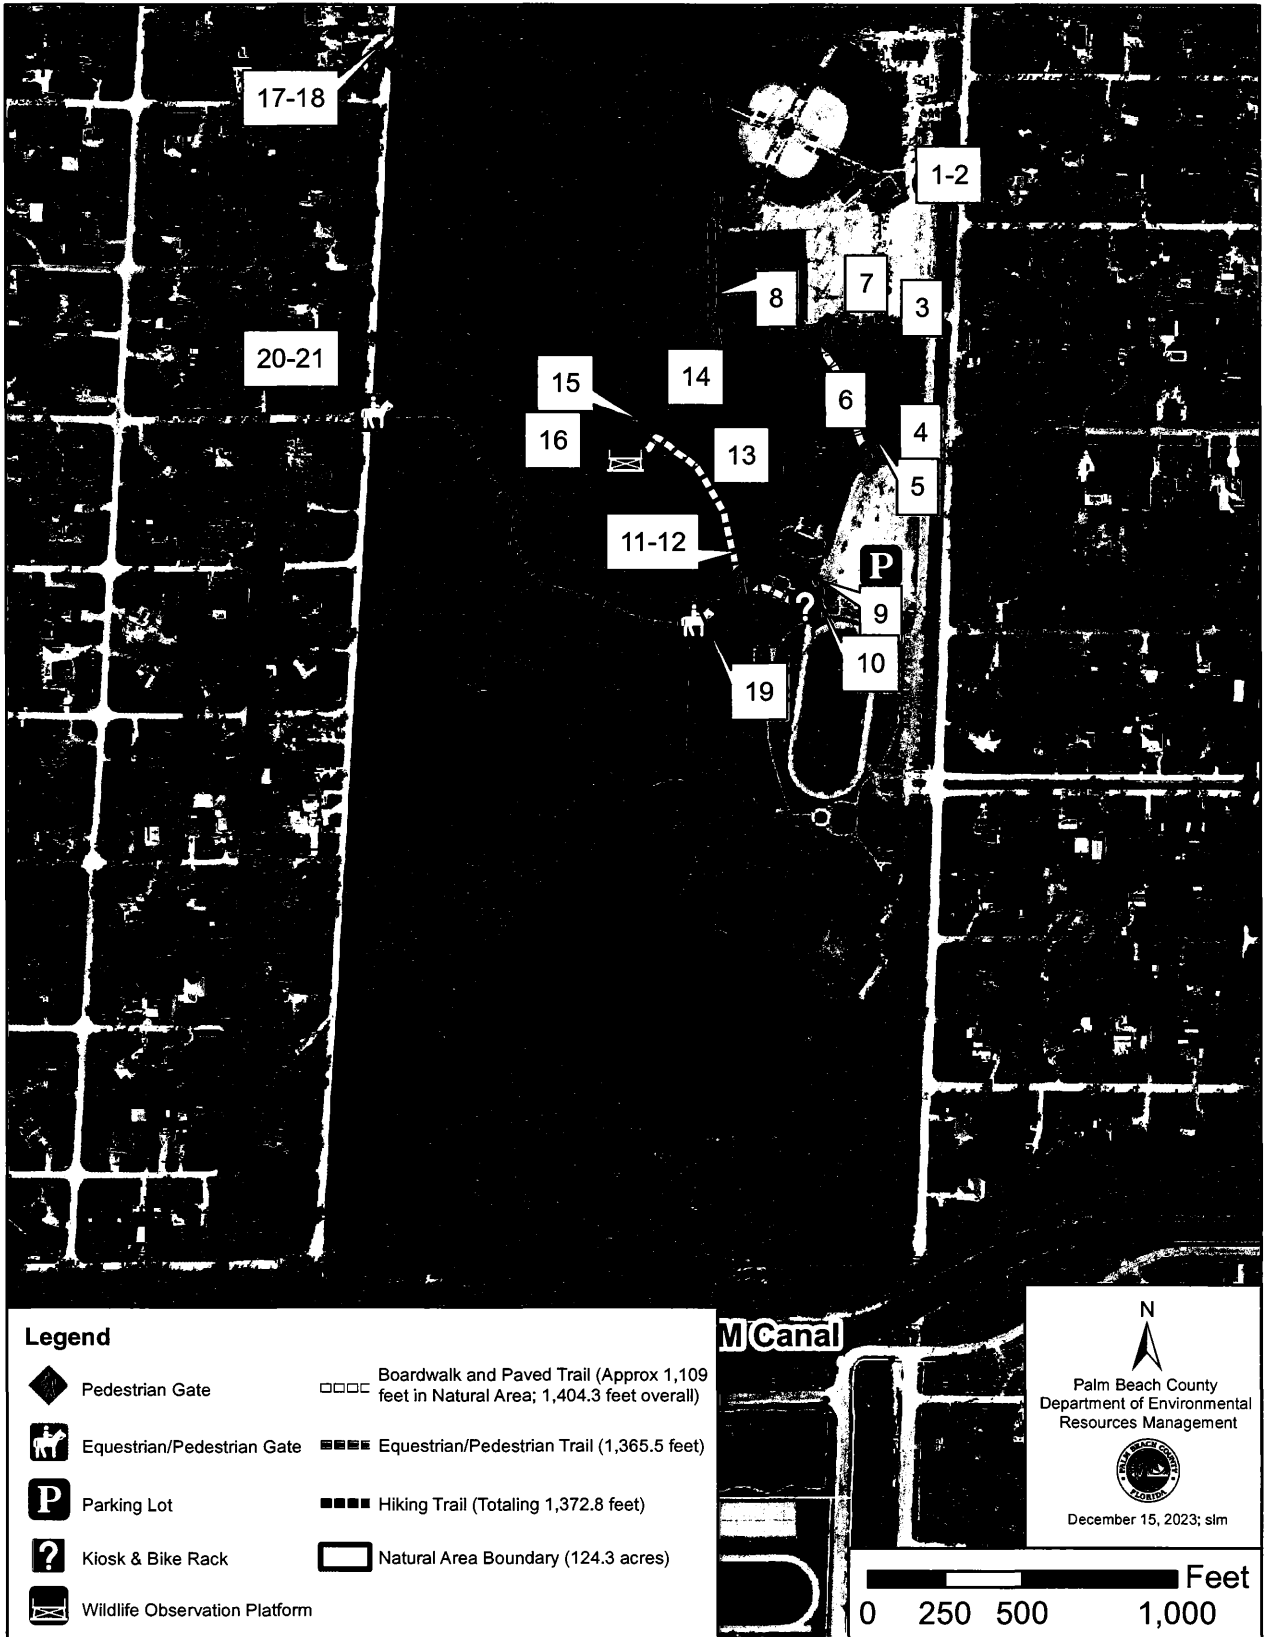 17-18
1-2
8
7
3
20-21
15
14
6
16
13
4
5
11-12
P
?
9
10
19
M Canal
Legend
Pedestrian Gate
Equestrian/Pedestrian Gate
P
Parking Lot
?
Kiosk & Bike Rack
Wildlife Observation Platform
Boardwalk and Paved Trail (Approx 1,109
feet in Natural Area; 1,404.3 feet overall)
Equestrian/Pedestrian Trail (1,365.5 feet)
Hiking Trail (Totaling 1,372.8 feet)
Natural Area Boundary (124.3 acres)
N
Palm Beach County
Department of Environmental
Resources Management
PALM BEACH COUNTY
FLORIDA
December 15, 2023; slm
Feet
0 250 500 1,000